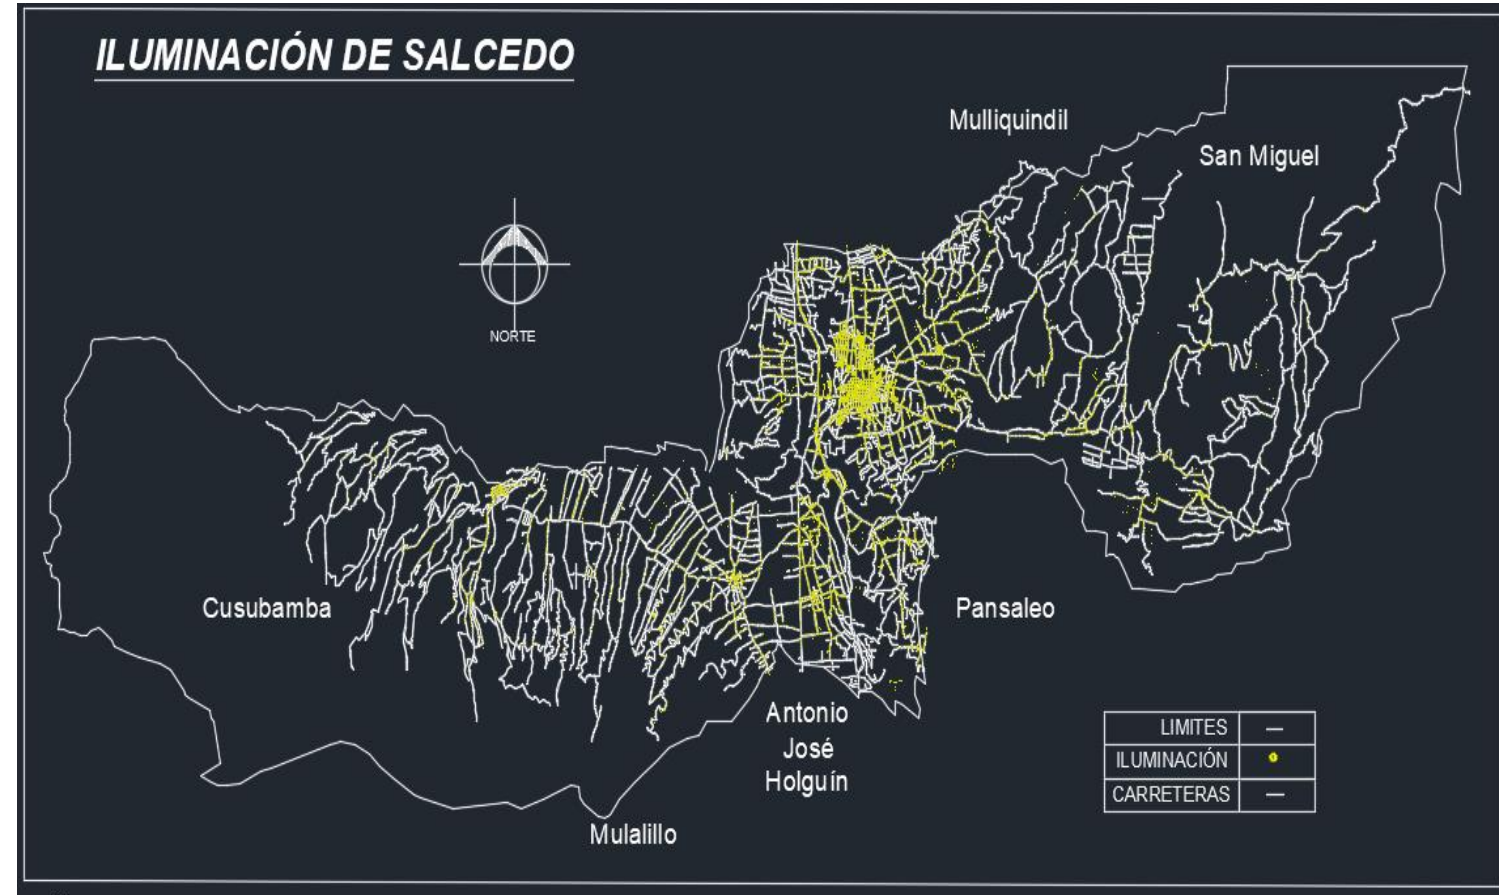 ILUMINACIÓN DE SALCEDO
Mulliquindil
San Miguel
NORTE
Cusubamba
Pansaleo
Antonio
José
Holguín
Mulalillo
LIMITES
ILUMINACIÓN
CARRETERAS